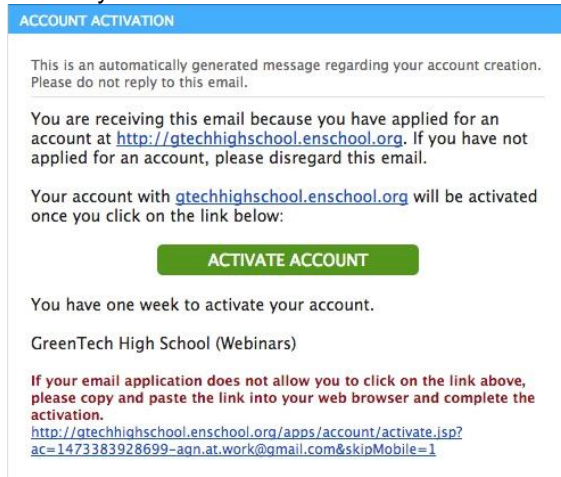 ACCOUNT ACTIVATION
This is an automatically generated message regarding your account creation.
Please do not reply to this email.
You are receiving this email because you have applied for an
account at http://gtechhighschool.enschool.org. If you have not
applied for an account, please disregard this email.
Your account with gtechhighschool.enschool.org will be activated
once you click on the link below:
ACTIVATE ACCOUNT
You have one week to activate your account.
GreenTech High School (Webinars)
If your email application does not allow you to click on the link above,
please copy and paste the link into your web browser and complete the
activation.
http://gtechhighschool.enschool.org/apps/account/activate.jsp?
ac=1473383928699-agn.at.work@gmail.com&skipMobile=1